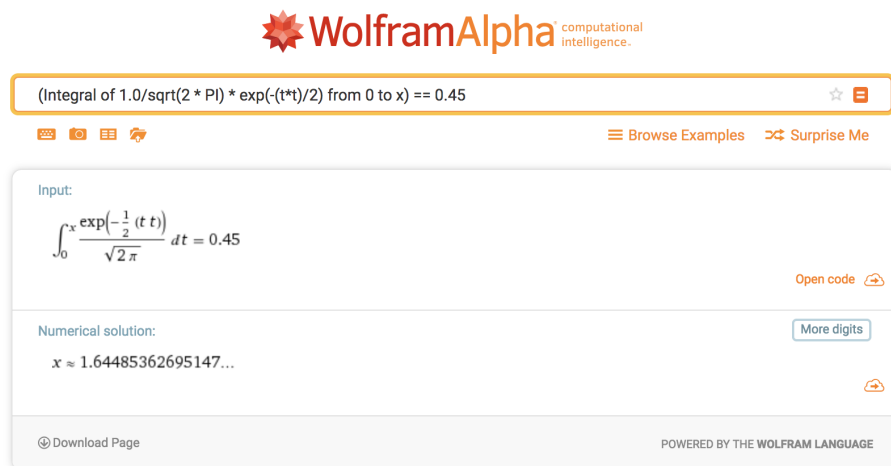 WolframAlpha computational intelligence.
(Integral of 1.0/sqrt(2 * PI) * exp(-(t*t)/2) from 0 to x) == 0.45
Browse Examples Surprise Me
Input:
∫₀ˣ exp(-1/2 (t t))/√(2 π) dt = 0.45
Open code
Numerical solution:
More digits
x ≈ 1.64485362695147...
Download Page
POWERED BY THE WOLFRAM LANGUAGE